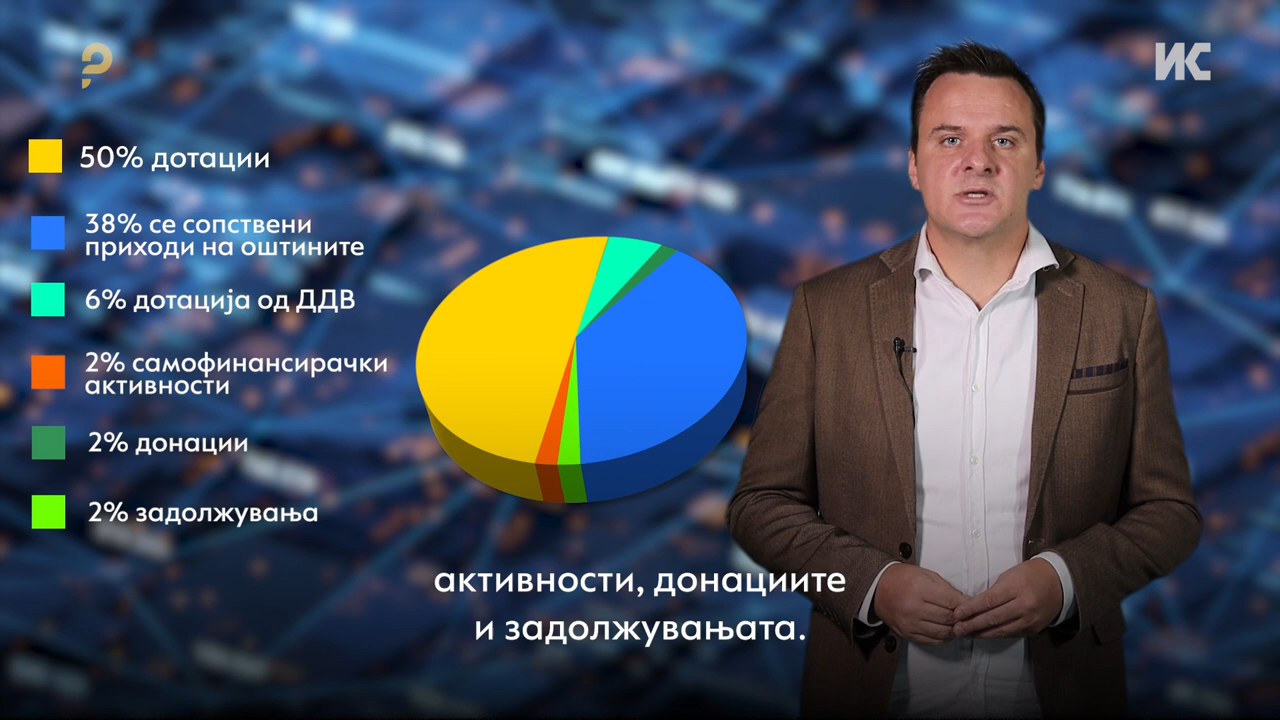 ИС
50% дотации
38% се сопствени
приходи на оштините
6% дотација од ДДВ
2% самофинансирачки
активности
2% донации
2% задолжувања
активности, донациите
и задолжувањата.